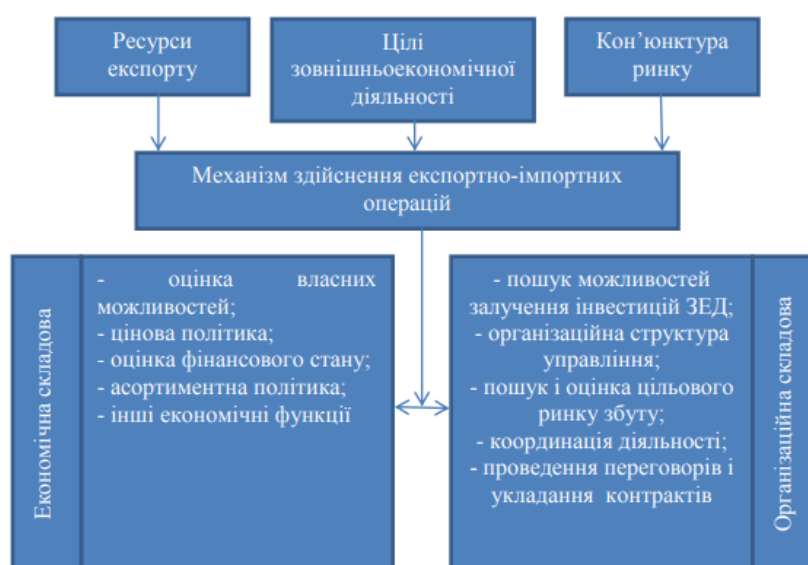 Ресурси
експорту
Цілі
зовнішньоекономічної
діяльності
Кон’юнктура
ринку
Механізм здійснення експортно-імпортних
операцій
Економічна складова
- оцінка власних
можливостей;
- цінова політика;
- оцінка фінансового стану;
- асортиментна політика;
- інші економічні функції
- пошук можливостей
залучення інвестицій ЗЕД;
- організаційна структура
управління;
- пошук і оцінка цільового
ринку збуту;
- координація діяльності;
- проведення переговорів і
укладання контрактів
Організаційна складова